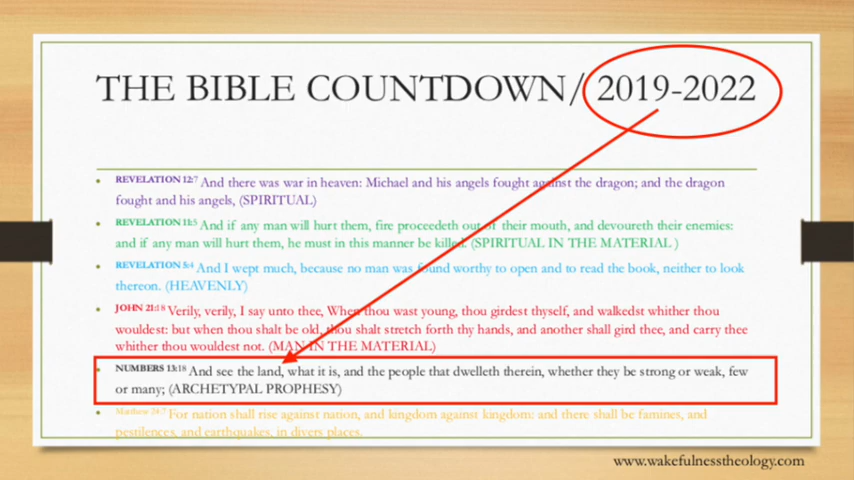 THE BIBLE COUNTDOWN/ 2019-2022
• REVELATION 12:7 And there was war in heaven: Michael and his angels fought against the dragon; and the dragon
fought and his angels, (SPIRITUAL)
• REVELATION 11:5 And if any man will hurt them, fire proceedeth out of their mouth, and devoureth their enemies:
and if any man will hurt them, he must in this manner be killed. (SPIRITUAL IN THE MATERIAL )
• REVELATION 5:4 And I wept much, because no man was found worthy to open and to read the book, neither to look
thereon. (HEAVENLY)
• JOHN 21:18 Verily, verily, I say unto thee, When thou wast young, thou girdest thyself, and walkedst whither thou
wouldest: but when thou shalt be old, thou shalt stretch forth thy hands, and another shall gird thee, and carry thee
whither thou wouldest not. (MAN IN THE MATERIAL)
• NUMBERS 13:18 And see the land, what it is, and the people that dwelleth therein, whether they be strong or weak, few
or many; (ARCHETYPAL PROPHESY)
• Matthew 24:7 For nation shall rise against nation, and kingdom against kingdom: and there shall be famines, and
pestilences, and earthquakes, in divers places.
www.wakefulnesstheology.com